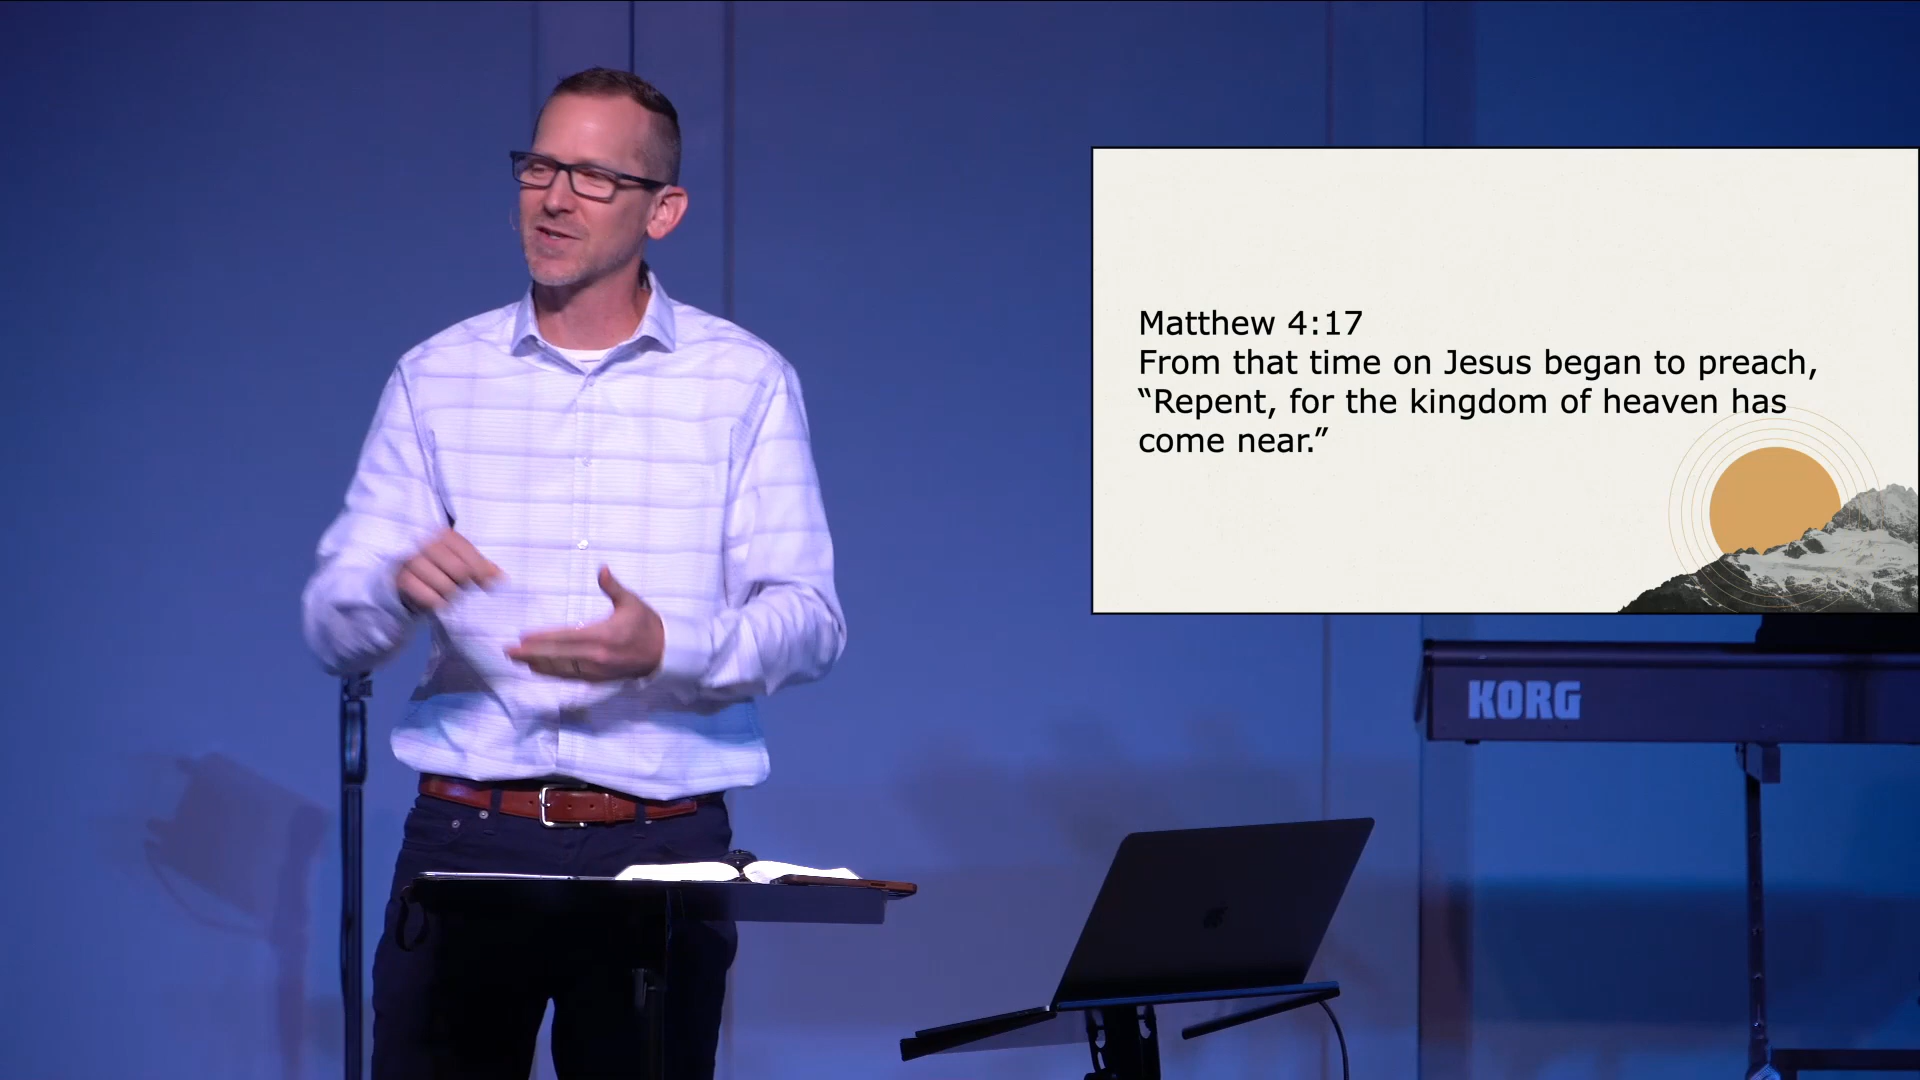 Matthew 4:17
From that time on Jesus began to preach,
“Repent, for the kingdom of heaven has
come near.”
KORG